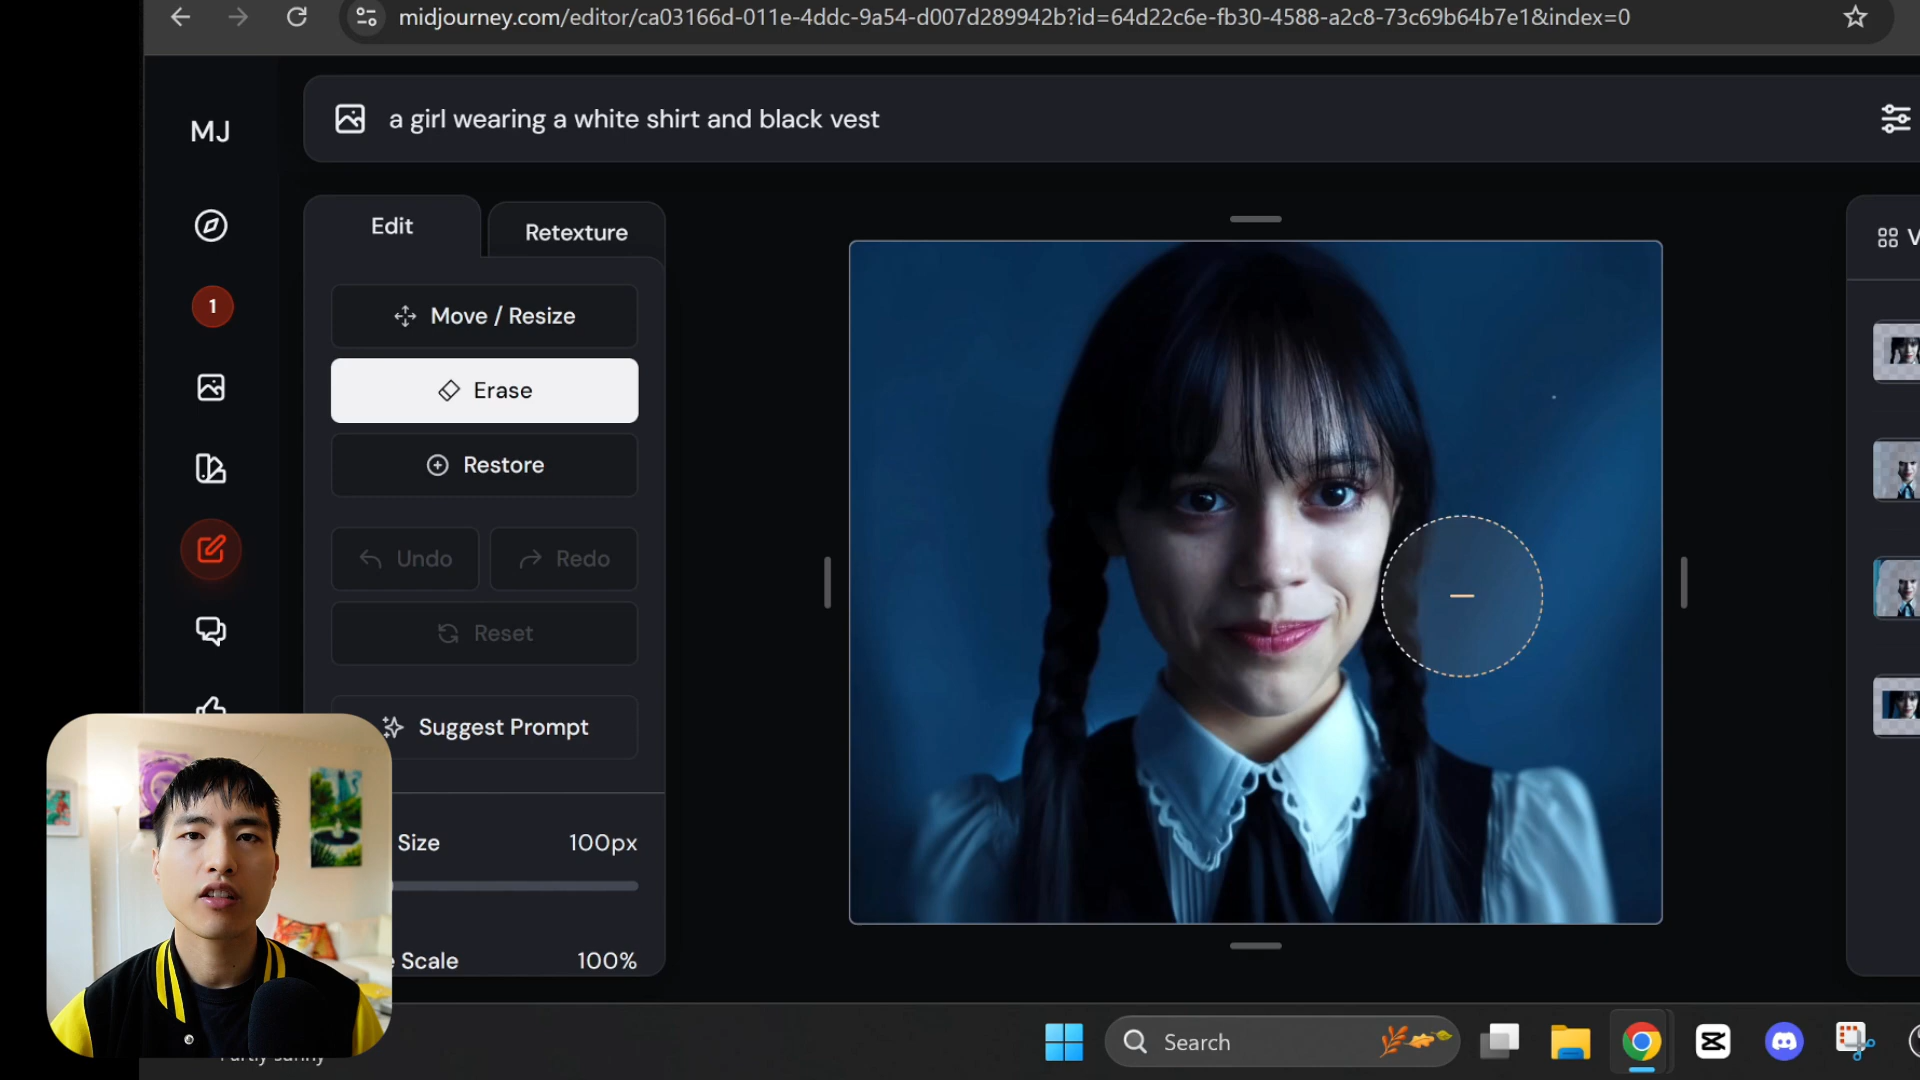 midjourney.com/editor/ca03166d-011e-4ddc-9a54-d007d289942b?id=64d22c6e-fb30-4588-a2c8-73c69b64b7e1&index=0
MJ
a girl wearing a white shirt and black vest
Edit
Retexture
V
1
Move / Resize
Erase
Restore
Undo
Redo
Reset
Suggest Prompt
Size
100px
Scale
100%
Search
Partly sunny